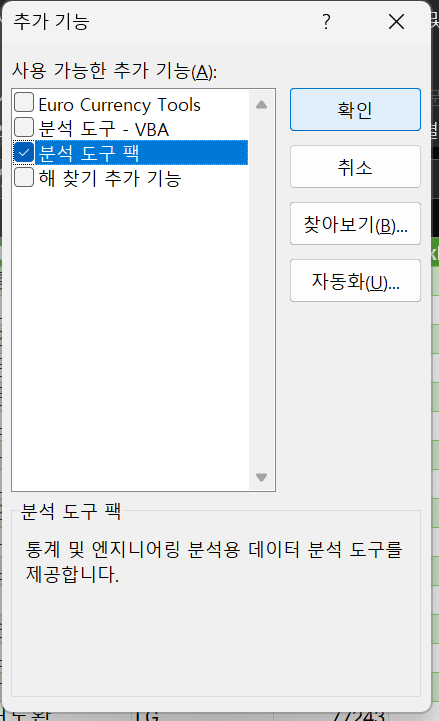 추가 기능
사용 가능한 추가 기능(A):
Euro Currency Tools
분석 도구 - VBA
분석 도구 팩
해 찾기 추가 기능
확인
취소
찾아보기(B)...
자동화(U)...
분석 도구 팩
통계 및 엔지니어링 분석용 데이터 분석 도구를
제공합니다.
LG
77243